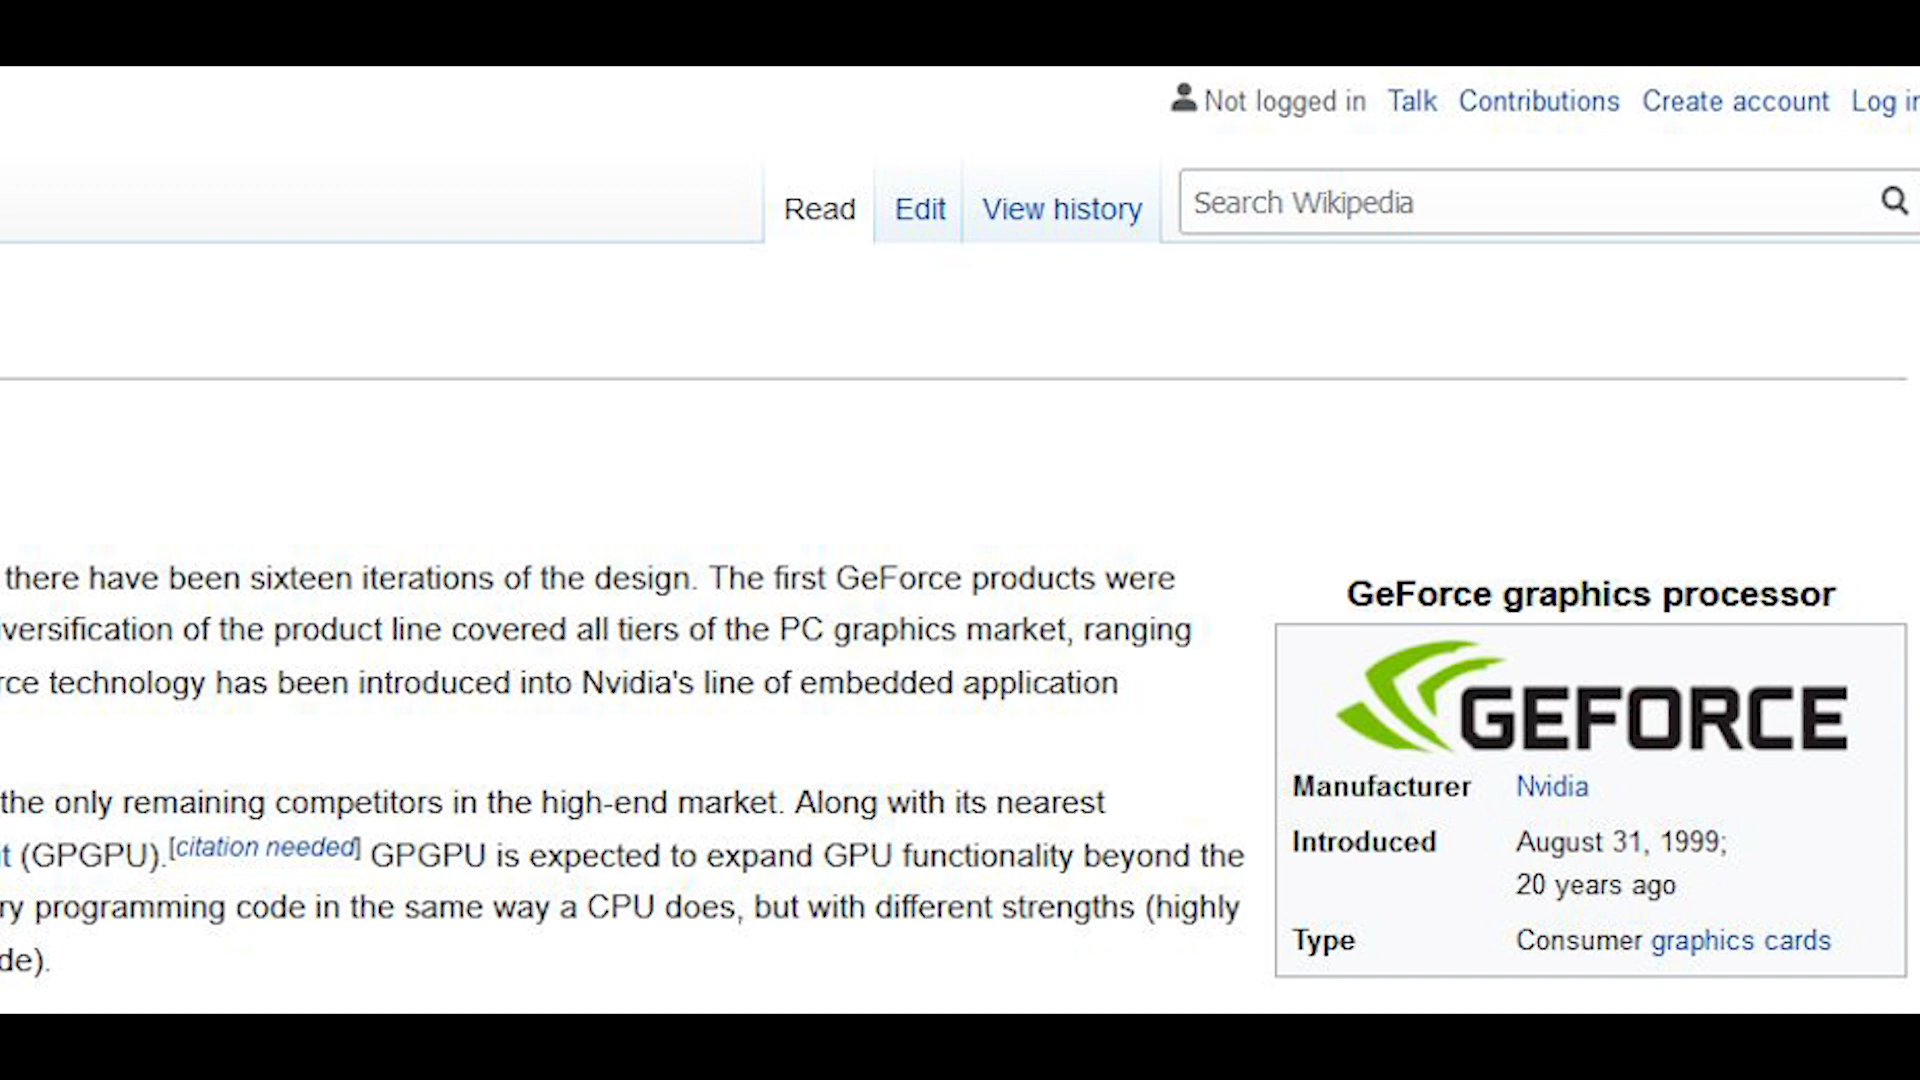 Not logged in Talk Contributions Create account Log in
Read Edit View history Search Wikipedia
there have been sixteen iterations of the design. The first GeForce products were
versification of the product line covered all tiers of the PC graphics market, ranging
rce technology has been introduced into Nvidia's line of embedded application
the only remaining competitors in the high-end market. Along with its nearest
t (GPGPU).[citation needed] GPGPU is expected to expand GPU functionality beyond the
ry programming code in the same way a CPU does, but with different strengths (highly
de).
GeForce graphics processor
GEFORCE
Manufacturer Nvidia
Introduced August 31, 1999;
20 years ago
Type Consumer graphics cards